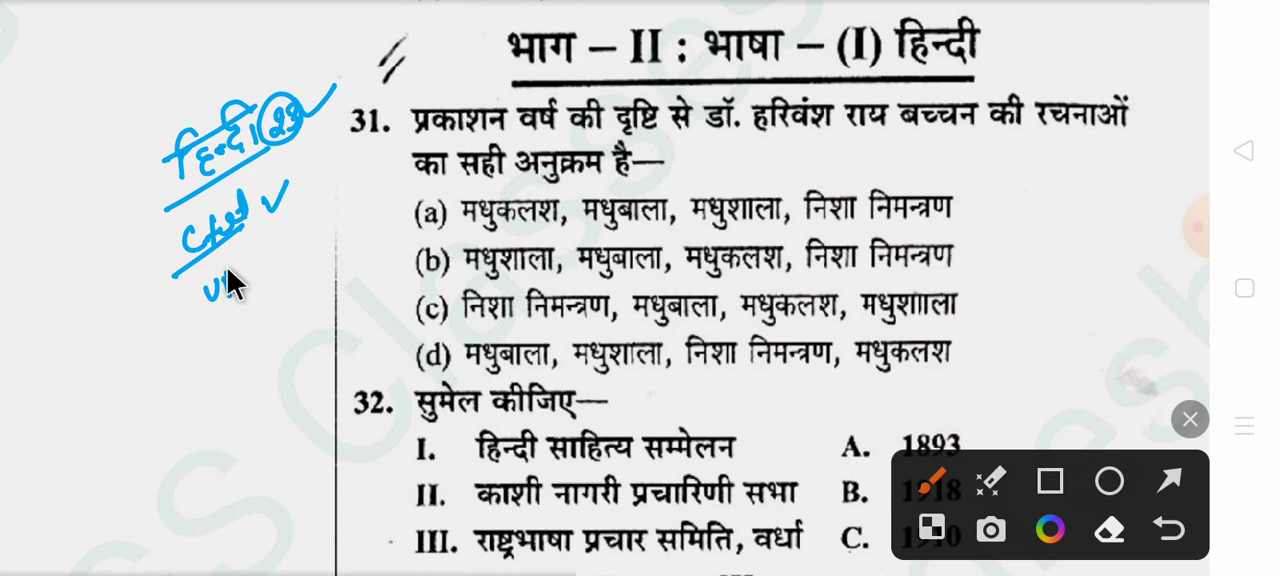 भाग – II : भाषा – (I) हिन्दी
हिन्दी
31. प्रकाशन वर्ष की दृष्टि से डॉ. हरिवंश राय बच्चन की रचनाओं
का सही अनुक्रम है—
(a) मधुकलश, मधुबाला, मधुशाला, निशा निमन्त्रण
(b) मधुशाला, मधुबाला, मधुकलश, निशा निमन्त्रण
(c) निशा निमन्त्रण, मधुबाला, मधुकलश, मधुशााला
(d) मधुबाला, मधुशाला, निशा निमन्त्रण, मधुकलश
32. सुमेल कीजिए—
I. हिन्दी साहित्य सम्मेलन A. 1893
II. काशी नागरी प्रचारिणी सभा B. 1918
III. राष्ट्रभाषा प्रचार समिति, वर्धा C. 1910